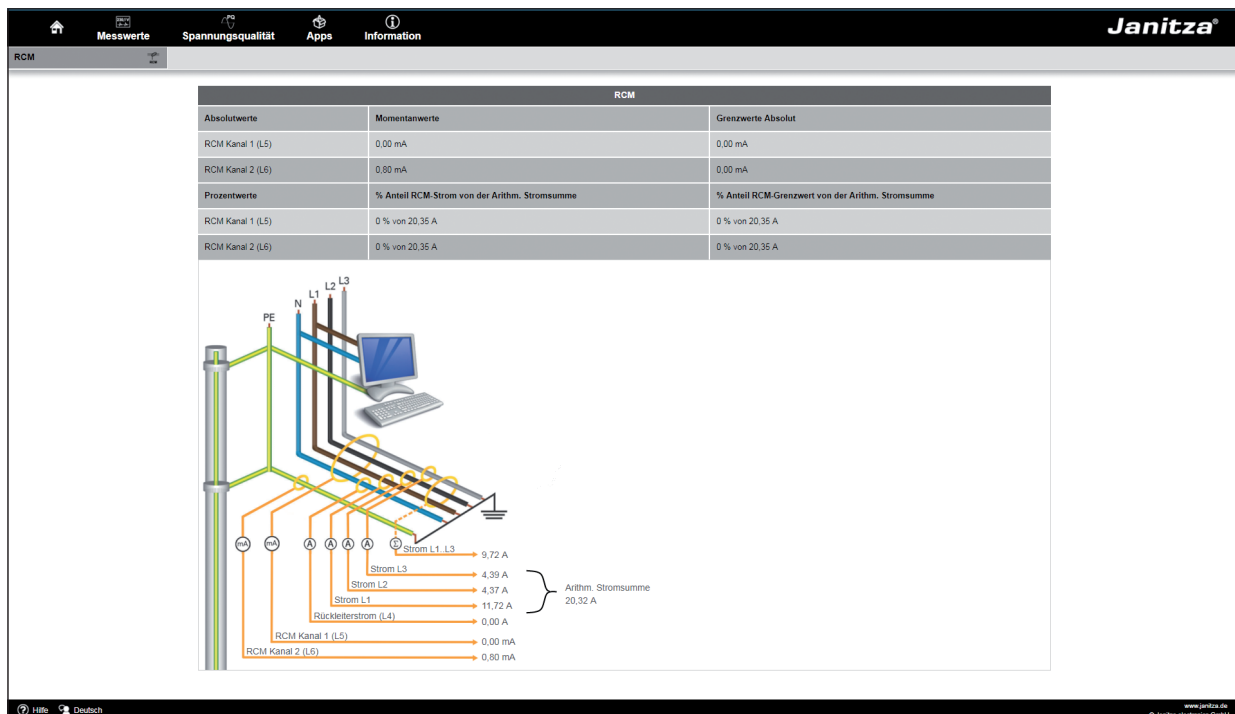 Messwerte Spannungsqualität Apps Information Janitza®
RCM
RCM
Absolutwerte Momentanwerte Grenzwerte Absolut
RCM Kanal 1 (L5) 0,00 mA 0,00 mA
RCM Kanal 2 (L6) 0,80 mA 0,00 mA
Prozentwerte % Anteil RCM-Strom von der Arithm. Stromsumme % Anteil RCM-Grenzwert von der Arithm. Stromsumme
RCM Kanal 1 (L5) 0 % von 20,35 A 0 % von 20,35 A
RCM Kanal 2 (L6) 0 % von 20,35 A 0 % von 20,35 A
PE N L1 L2 L3
mA mA A A A A Σ
Strom L1..L3 9,72 A
Strom L3 4,39 A
Strom L2 4,37 A
Strom L1 11,72 A
Arithm. Stromsumme
20,32 A
Rückleiterstrom (L4) 0,00 A
RCM Kanal 1 (L5) 0,00 mA
RCM Kanal 2 (L6) 0,80 mA
Hilfe Deutsch
www.janitza.de